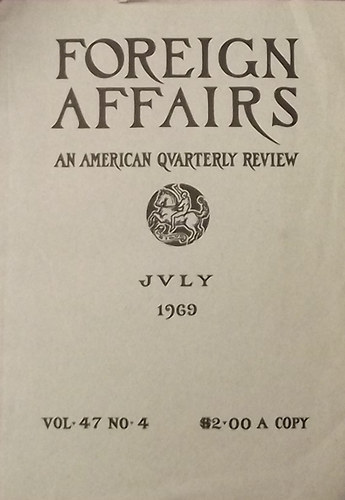 FOREIGN
AFFAIRS
AN AMERICAN QVARTERLY REVIEW
JVLY
1969
VOL·47 NO·4 $2·00 A COPY